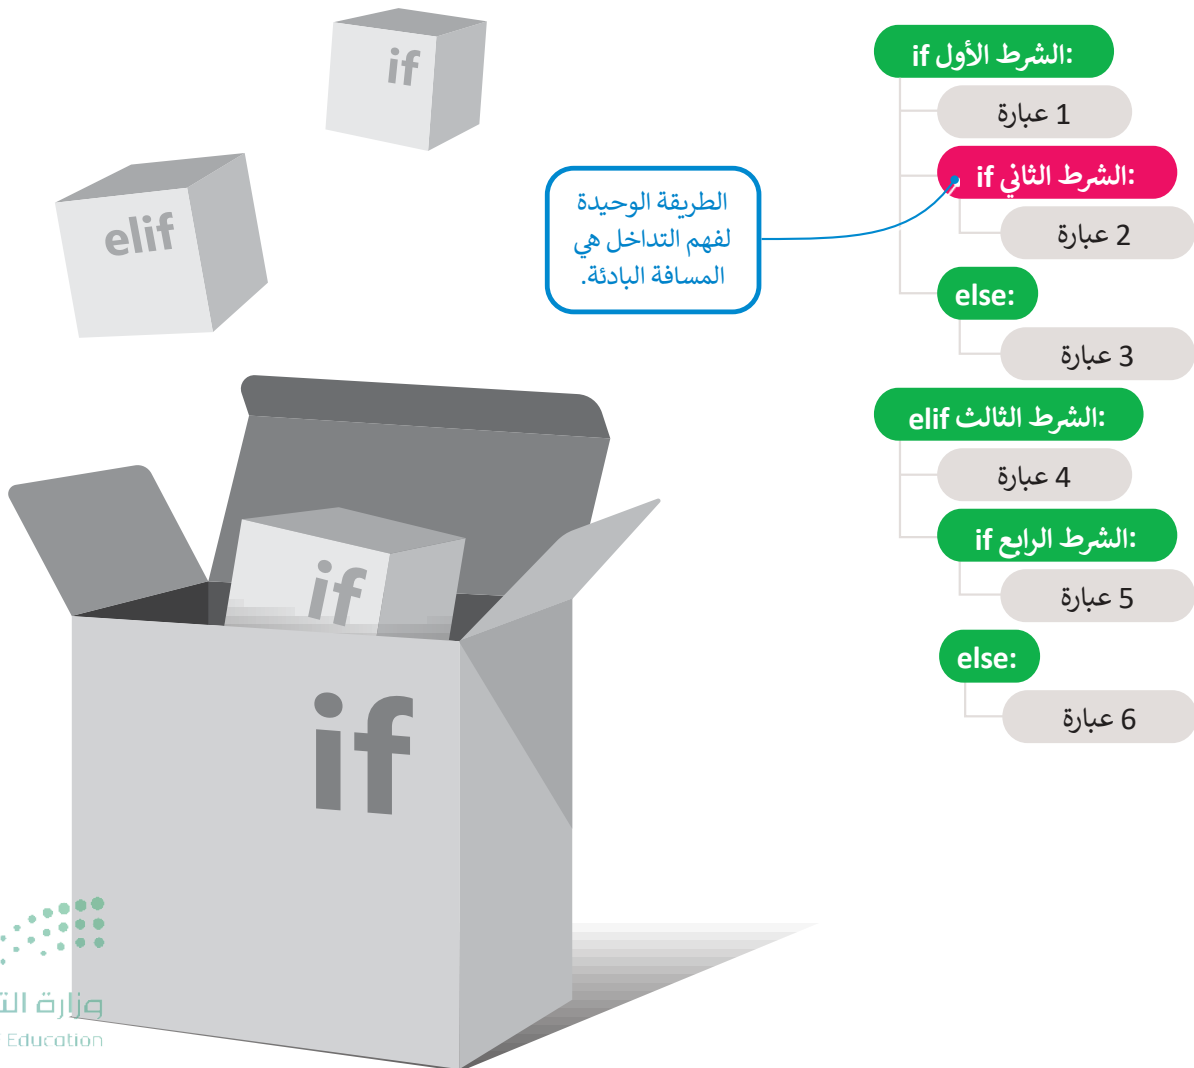 if الشرط الأول:
1 عبارة
if الشرط الثاني:
2 عبارة
else:
3 عبارة
elif الشرط الثالث:
4 عبارة
if الشرط الرابع:
5 عبارة
else:
6 عبارة
الطريقة الوحيدة
لفهم التداخل هي
المسافة البادئة.
if
elif
if
if
وزارة
Education